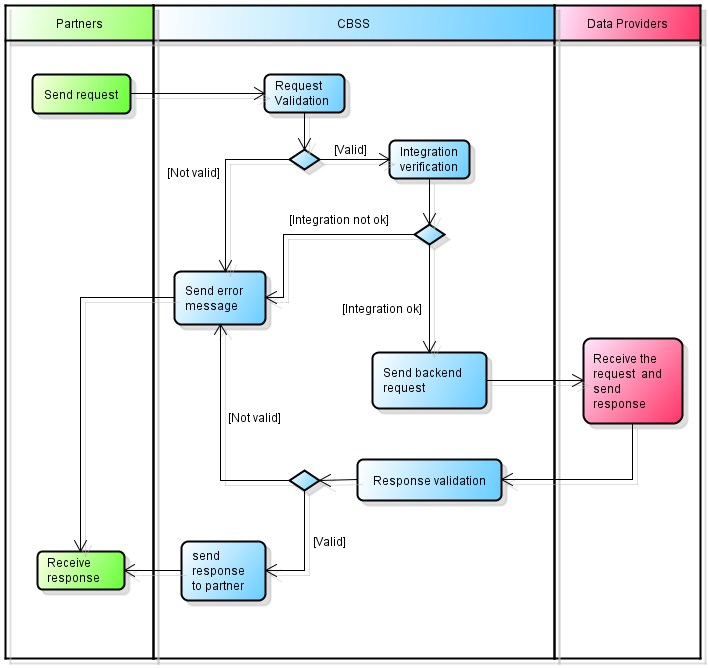 Partners
CBSS
Data Providers
Send request
Request
Validation
[Valid]
Integration
verification
[Not valid]
[Integration not ok]
Send error
message
[Integration ok]
Send backend
request
Receive the
request and
send
response
[Not valid]
Response validation
[Valid]
send
response
to partner
Receive
response